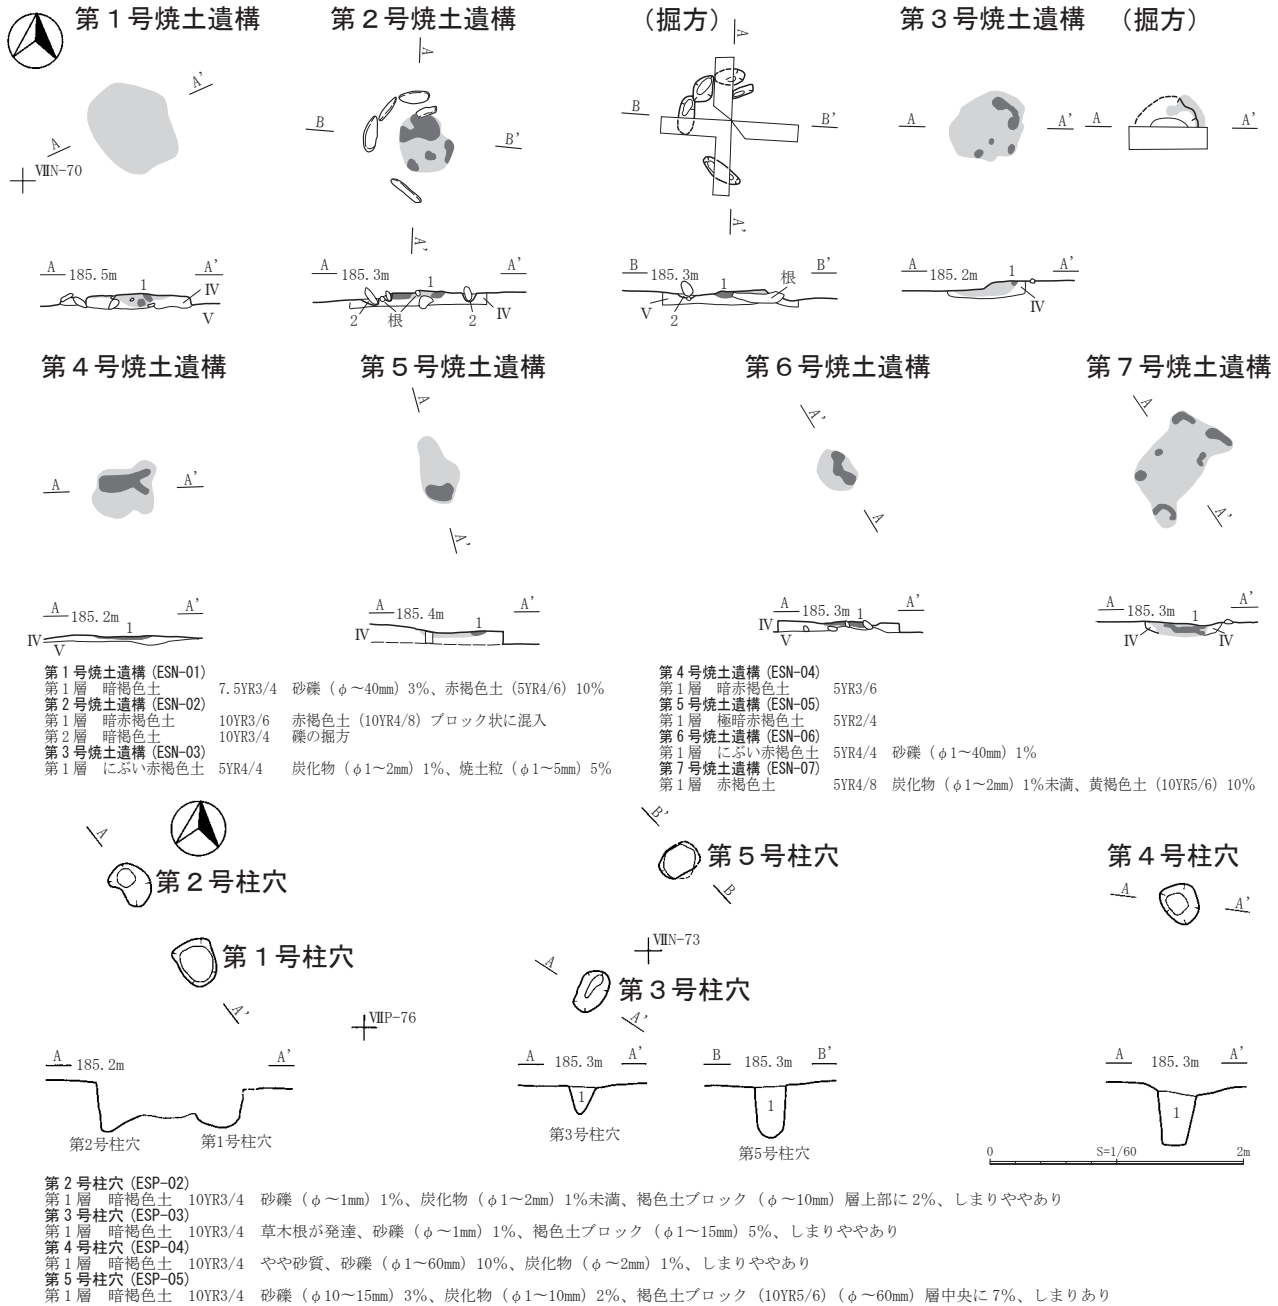 第１号焼土遺構 第２号焼土遺構 （掘方） 第３号焼土遺構 （掘方）
A A' ⅦN-70
A A' B B'
A A' B B'
A A' A A'
A 185.5m 1 A' Ⅳ Ⅴ
A 185.3m 1 A' 2 根 2 Ⅳ
B 185.3m 1 根 B' Ⅴ 2
A 185.2m 1 A' Ⅳ
第４号焼土遺構 第５号焼土遺構 第６号焼土遺構 第７号焼土遺構
A A' A A' A' A A A'
A 185.2m 1 A' Ⅳ Ⅴ
A 185.4m 1 A' Ⅳ
A 185.3m 1 A' Ⅳ Ⅴ
A 185.3m 1 A' Ⅳ Ⅳ
第１号焼土遺構（ESN-01）
第１層 暗褐色土 7.5YR3/4 砂礫（φ～40mm）3%、赤褐色土（5YR4/6）10%
第２号焼土遺構（ESN-02）
第１層 暗赤褐色土 10YR3/6 赤褐色土（10YR4/8）ブロック状に混入
第２層 暗褐色土 10YR3/4 礫の掘方
第３号焼土遺構（ESN-03）
第１層 にぶい赤褐色土 5YR4/4 炭化物（φ1～2mm）1%、焼土粒（φ1～5mm）5%
第４号焼土遺構（ESN-04）
第１層 暗赤褐色土 5YR3/6
第５号焼土遺構（ESN-05）
第１層 極暗赤褐色土 5YR2/4
第６号焼土遺構（ESN-06）
第１層 にぶい赤褐色土 5YR4/4 砂礫（φ1～40mm）1%
第７号焼土遺構（ESN-07）
第１層 赤褐色土 5YR4/8 炭化物（φ1～2mm）1%未満、黄褐色土（10YR5/6）10%
A 第２号柱穴
第１号柱穴 A'
ⅦP-76
B' 第５号柱穴 B
ⅦN-73
A 第３号柱穴 A'
第４号柱穴
A A'
A 185.2m A'
第2号柱穴 第1号柱穴
A 185.3m A' 1
第3号柱穴
B 185.3m B' 1
第5号柱穴
A 185.3m A' 1
0 S=1/60 2m
第２号柱穴（ESP-02）
第１層 暗褐色土 10YR3/4 砂礫（φ～1mm）1%、炭化物（φ1～2mm）1%未満、褐色土ブロック（φ～10mm）層上部に2%、しまりややあり
第３号柱穴（ESP-03）
第１層 暗褐色土 10YR3/4 草木根が発達、砂礫（φ～1mm）1%、褐色土ブロック（φ1～15mm）5%、しまりややあり
第４号柱穴（ESP-04）
第１層 暗褐色土 10YR3/4 やや砂質、砂礫（φ1～60mm）10%、炭化物（φ～2mm）1%、しまりややあり
第５号柱穴（ESP-05）
第１層 暗褐色土 10YR3/4 砂礫（φ10～15mm）3%、炭化物（φ1～10mm）2%、褐色土ブロック（10YR5/6）（φ～60mm）層中央に7%、しまりあり